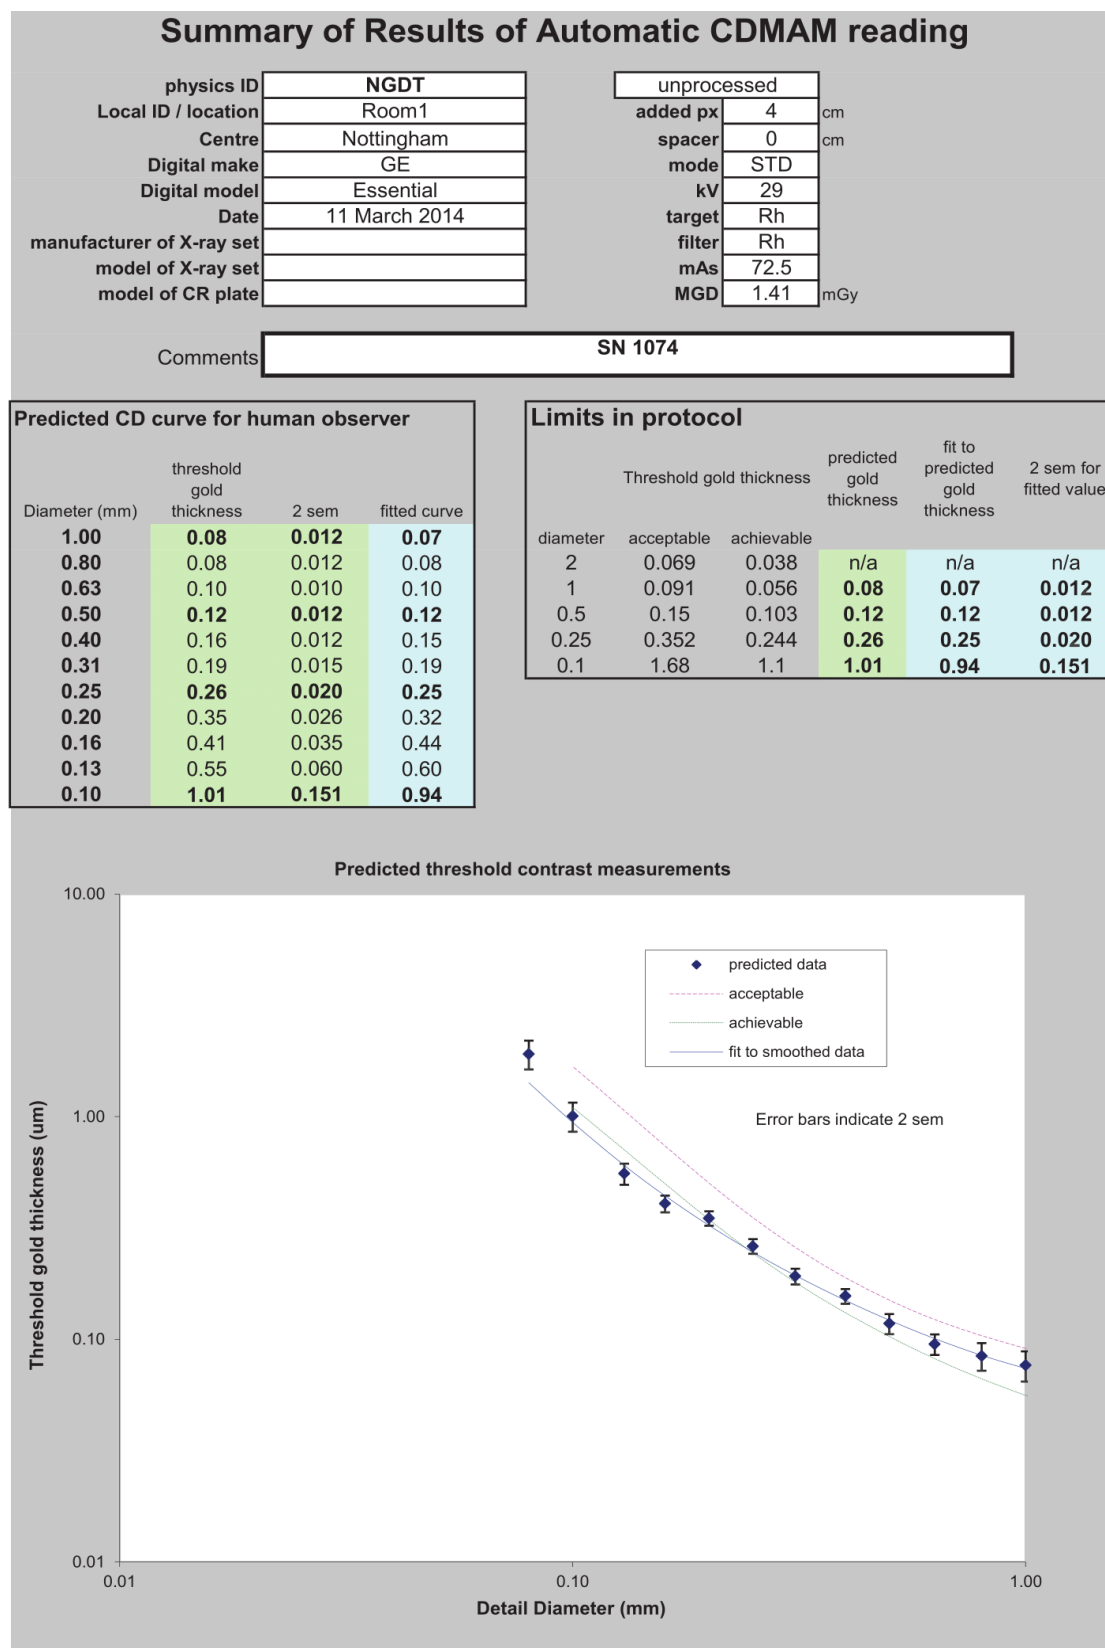 Summary of Results of Automatic CDMAM reading
physics ID NGDT unprocessed
Local ID / location Room1 added px 4 cm
Centre Nottingham spacer 0 cm
Digital make GE mode STD
Digital model Essential kV 29
Date 11 March 2014 target Rh
manufacturer of X-ray set filter Rh
model of X-ray set mAs 72.5
model of CR plate MGD 1.41 mGy
Comments SN 1074
Predicted CD curve for human observer
threshold
gold
Diameter (mm) thickness 2 sem fitted curve
1.00 0.08 0.012 0.07
0.80 0.08 0.012 0.08
0.63 0.10 0.010 0.10
0.50 0.12 0.012 0.12
0.40 0.16 0.012 0.15
0.31 0.19 0.015 0.19
0.25 0.26 0.020 0.25
0.20 0.35 0.026 0.32
0.16 0.41 0.035 0.44
0.13 0.55 0.060 0.60
0.10 1.01 0.151 0.94
Limits in protocol
Threshold gold thickness
predicted
gold
thickness
fit to
predicted
gold
thickness
2 sem for
fitted value
diameter acceptable achievable
2 0.069 0.038 n/a n/a n/a
1 0.091 0.056 0.08 0.07 0.012
0.5 0.15 0.103 0.12 0.12 0.012
0.25 0.352 0.244 0.26 0.25 0.020
0.1 1.68 1.1 1.01 0.94 0.151
Predicted threshold contrast measurements
10.00
1.00
0.10
0.01
Threshold gold thickness (um)
predicted data
acceptable
achievable
fit to smoothed data
Error bars indicate 2 sem
0.01 0.10 1.00
Detail Diameter (mm)